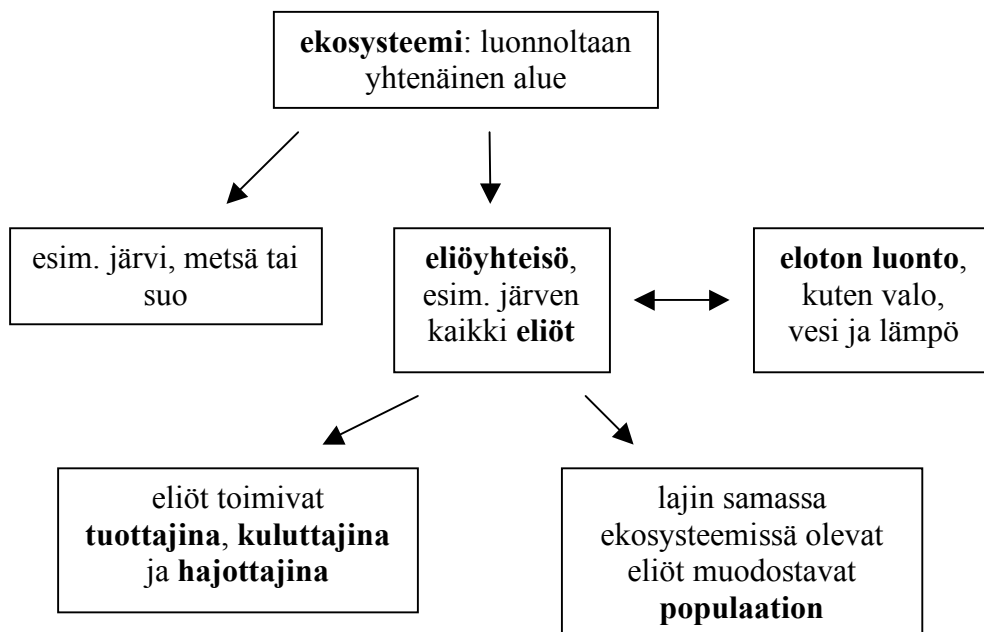 ekosysteemi: luonnoltaan
yhtenäinen alue
esim. järvi, metsä tai
suo
eliöyhteisö,
esim. järven
kaikki eliöt
eloton luonto,
kuten valo,
vesi ja lämpö
eliöt toimivat
tuottajina, kuluttajina
ja hajottajina
lajin samassa
ekosysteemissä olevat
eliöt muodostavat
populaation